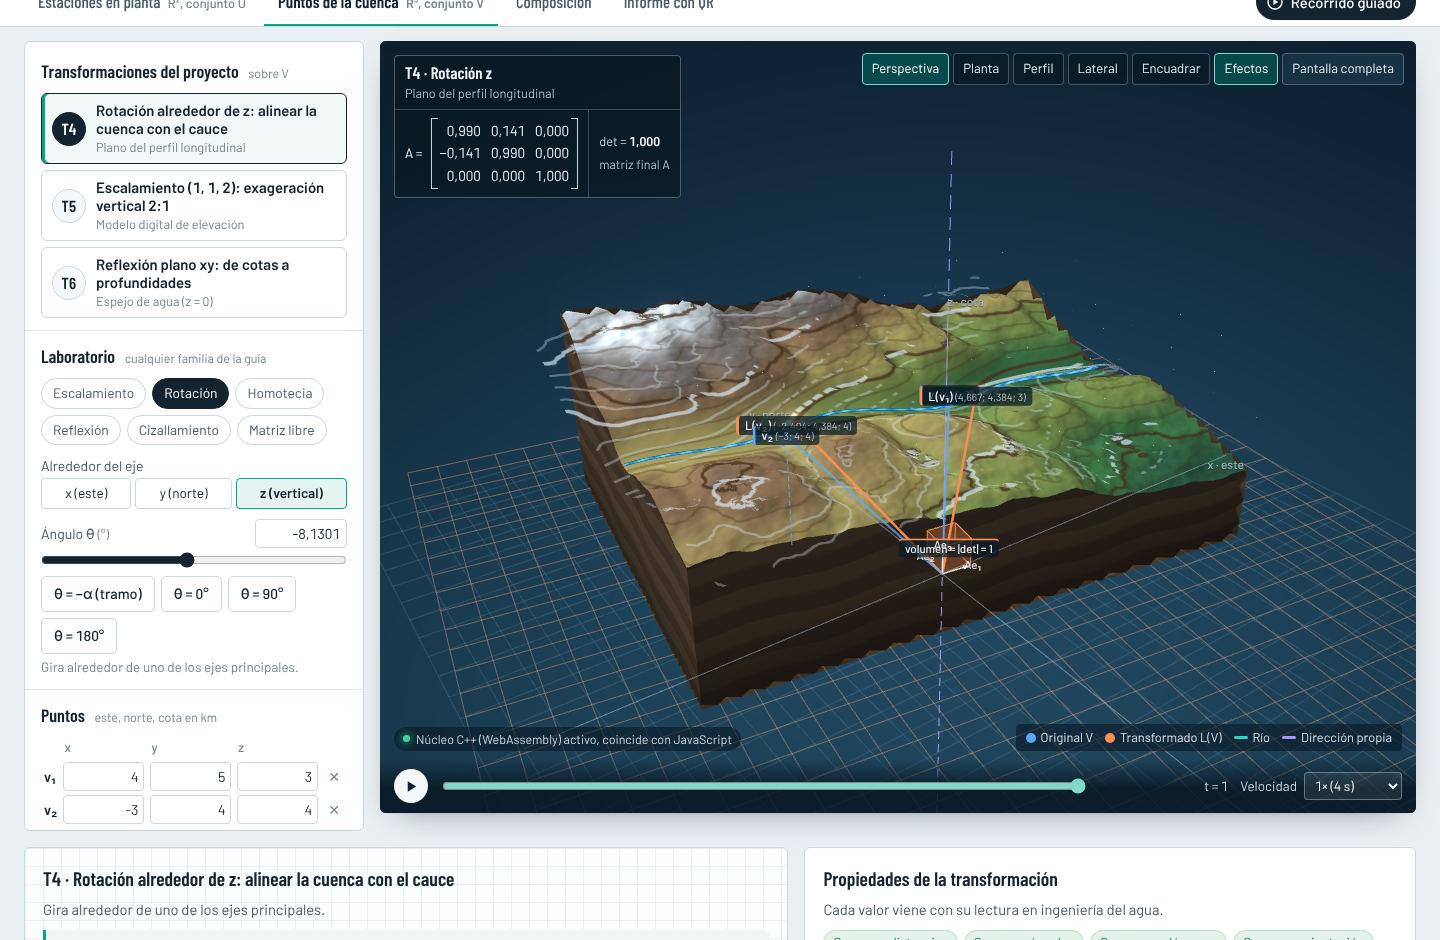 Estaciones en planta R², conjunto U
Puntos de la cuenca R³, conjunto V
Composición
Informe con QR
Recorrido guiado
Transformaciones del proyecto sobre V
T4
Rotación alrededor de z: alinear la
cuenca con el cauce
Plano del perfil longitudinal
T5
Escalamiento (1, 1, 2): exageración
vertical 2:1
Modelo digital de elevación
T6
Reflexión plano xy: de cotas a
profundidades
Espejo de agua (z = 0)
Laboratorio cualquier familia de la guía
Escalamiento
Rotación
Homotecia
Reflexión
Cizallamiento
Matriz libre
Alrededor del eje
x (este)
y (norte)
z (vertical)
Ángulo θ (°)
-8,1301
θ = −α (tramo)
θ = 0°
θ = 90°
θ = 180°
Gira alrededor de uno de los ejes principales.
Puntos este, norte, cota en km
x y z
v₁ 4 5 3 ✕
v₂ -3 4 4 ✕
T4 · Rotación z
Plano del perfil longitudinal
A =
0,990 0,141 0,000
−0,141 0,990 0,000
0,000 0,000 1,000
det = 1,000
matriz final A
Perspectiva
Planta
Perfil
Lateral
Encuadrar
Efectos
Pantalla completa
z · cota
L(v₁) (4,667; 4,384; 3)
v₂ (−3; 4; 4)
x · este
volumen = |det| = 1
Ae₁
Núcleo C++ (WebAssembly) activo, coincide con JavaScript
Original V
Transformado L(V)
Río
Dirección propia
t = 1
Velocidad
1× (4 s)
T4 · Rotación alrededor de z: alinear la cuenca con el cauce
Gira alrededor de uno de los ejes principales.
Propiedades de la transformación
Cada valor viene con su lectura en ingeniería del agua.